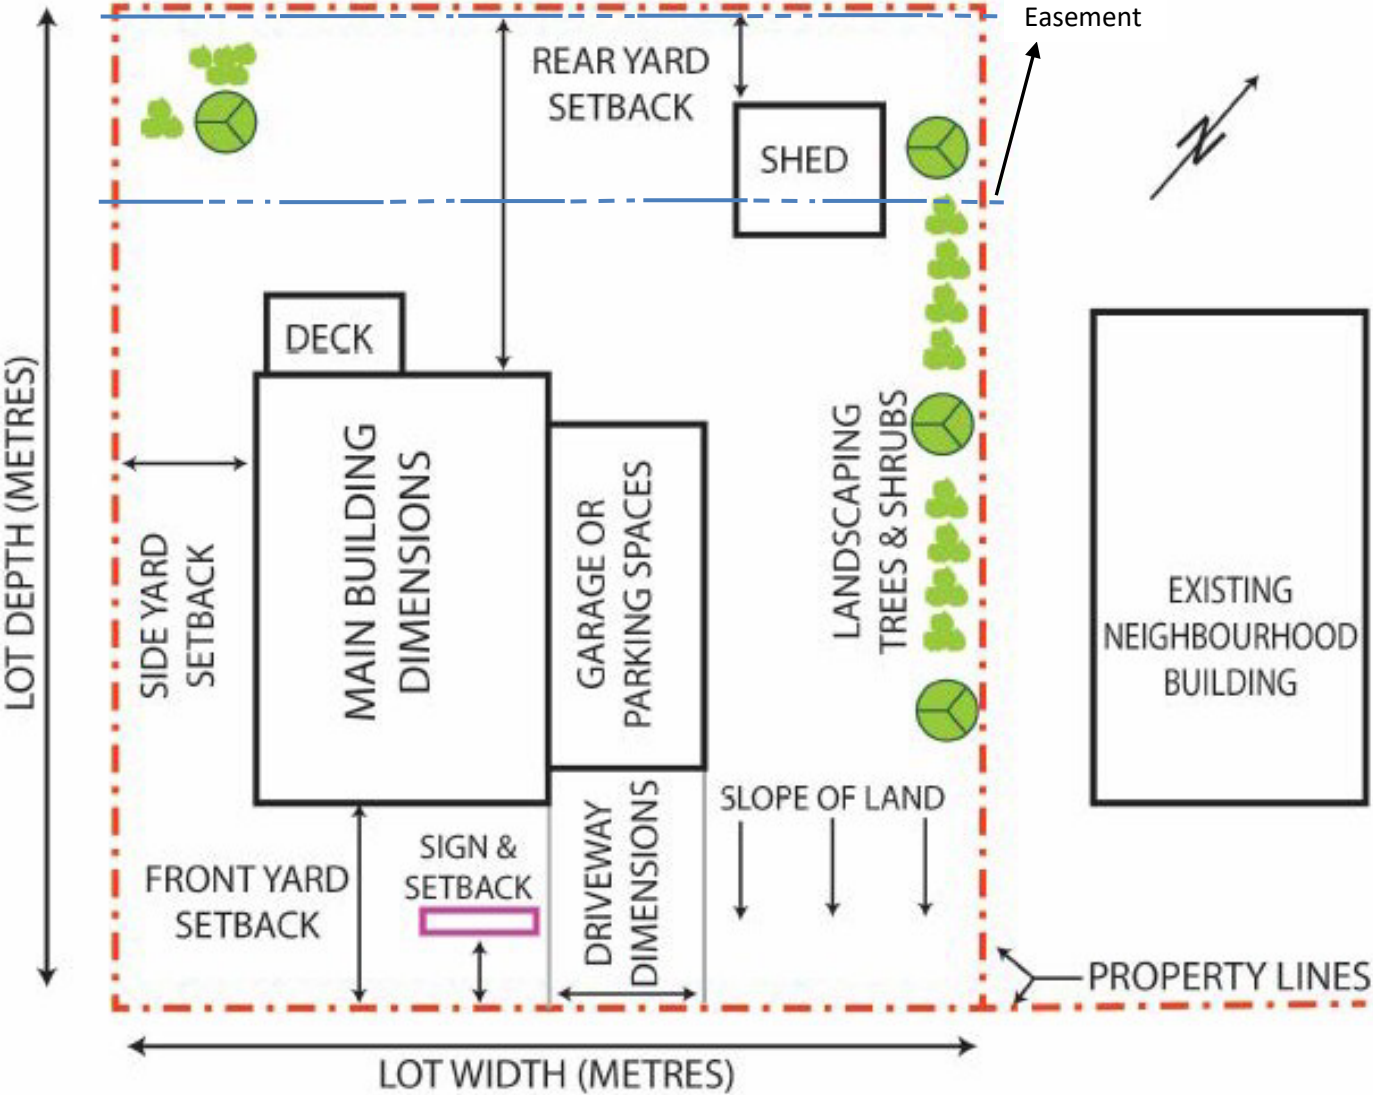 Easement
REAR YARD
SETBACK
SHED
N
DECK
LOT DEPTH (METRES)
MAIN BUILDING
DIMENSIONS
GARAGE OR
PARKING SPACES
LANDSCAPING
TREES & SHRUBS
SIDE YARD
SETBACK
EXISTING
NEIGHBOURHOOD
BUILDING
SLOPE OF LAND
SIGN &
SETBACK
FRONT YARD
SETBACK
DRIVEWAY
DIMENSIONS
PROPERTY LINES
LOT WIDTH (METRES)